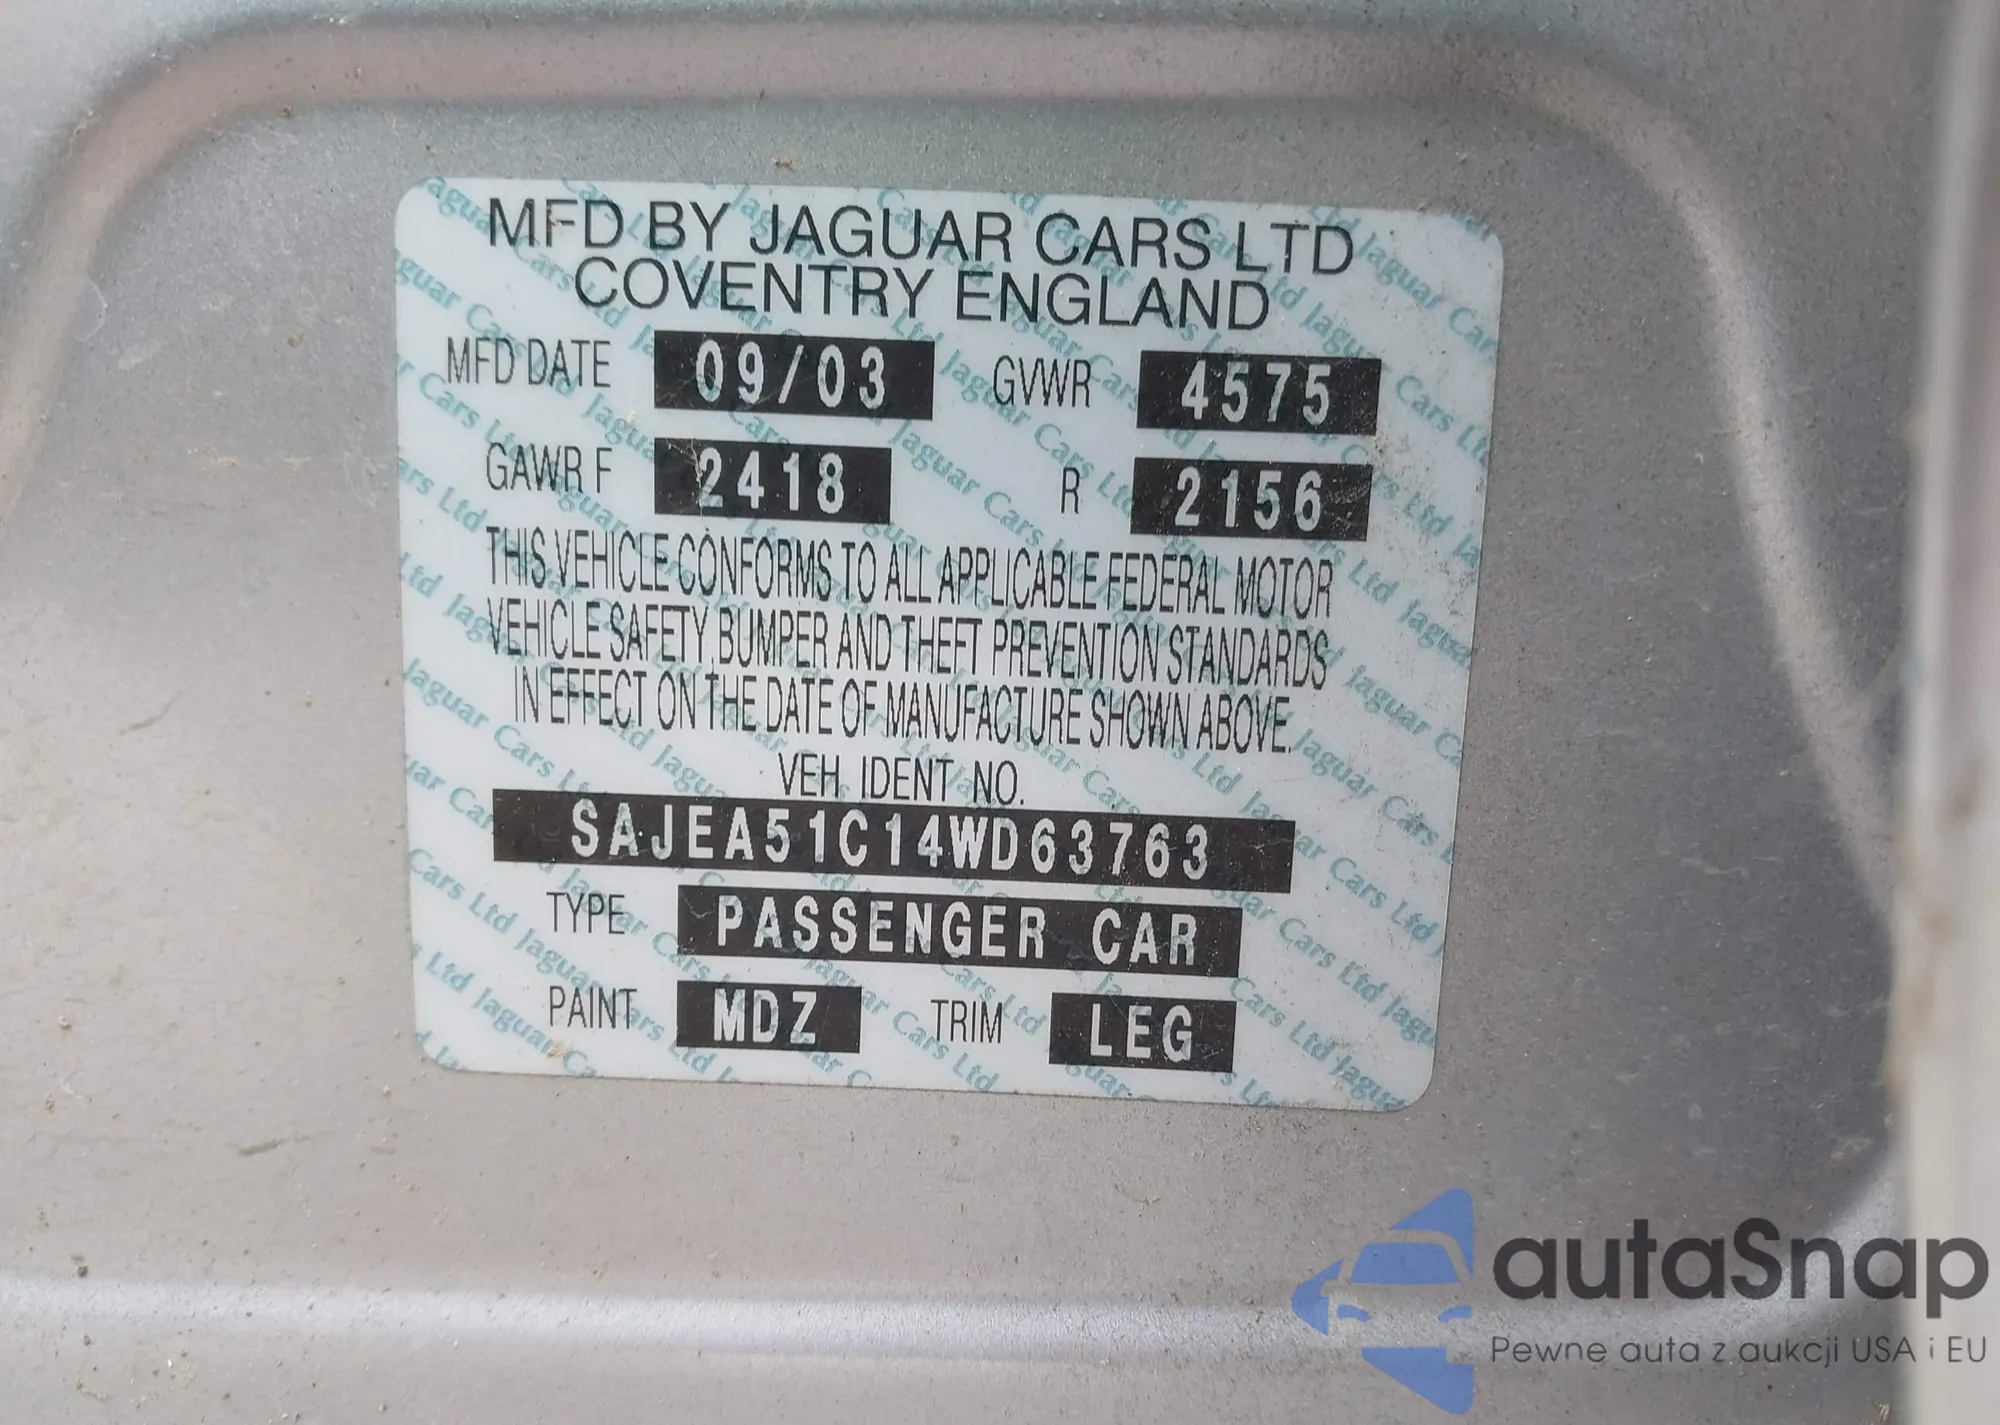 MFD BY JAGUAR CARS LTD
COVENTRY ENGLAND
MFD DATE 09/03 GVWR 4575
GAWR F 2418 R 2156
THIS VEHICLE CONFORMS TO ALL APPLICABLE FEDERAL MOTOR
VEHICLE SAFETY, BUMPER AND THEFT PREVENTION STANDARDS
IN EFFECT ON THE DATE OF MANUFACTURE SHOWN ABOVE.
VEH. IDENT. NO.
SAJEA51C14WD63763
TYPE PASSENGER CAR
PAINT MDZ TRIM LEG
autaSnap
Pewne auta z aukcji USA i EU